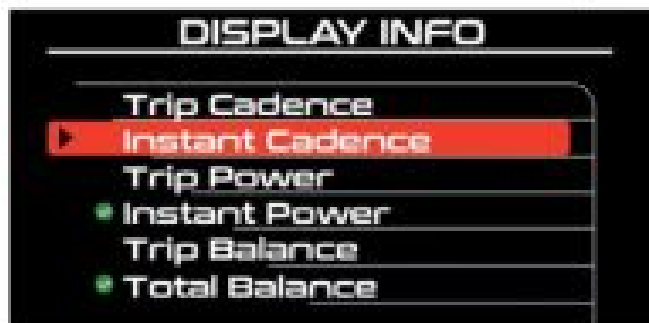 DISPLAY INFO
Trip Cadence
Instant Cadence
Trip Power
Instant Power
Trip Balance
Total Balance